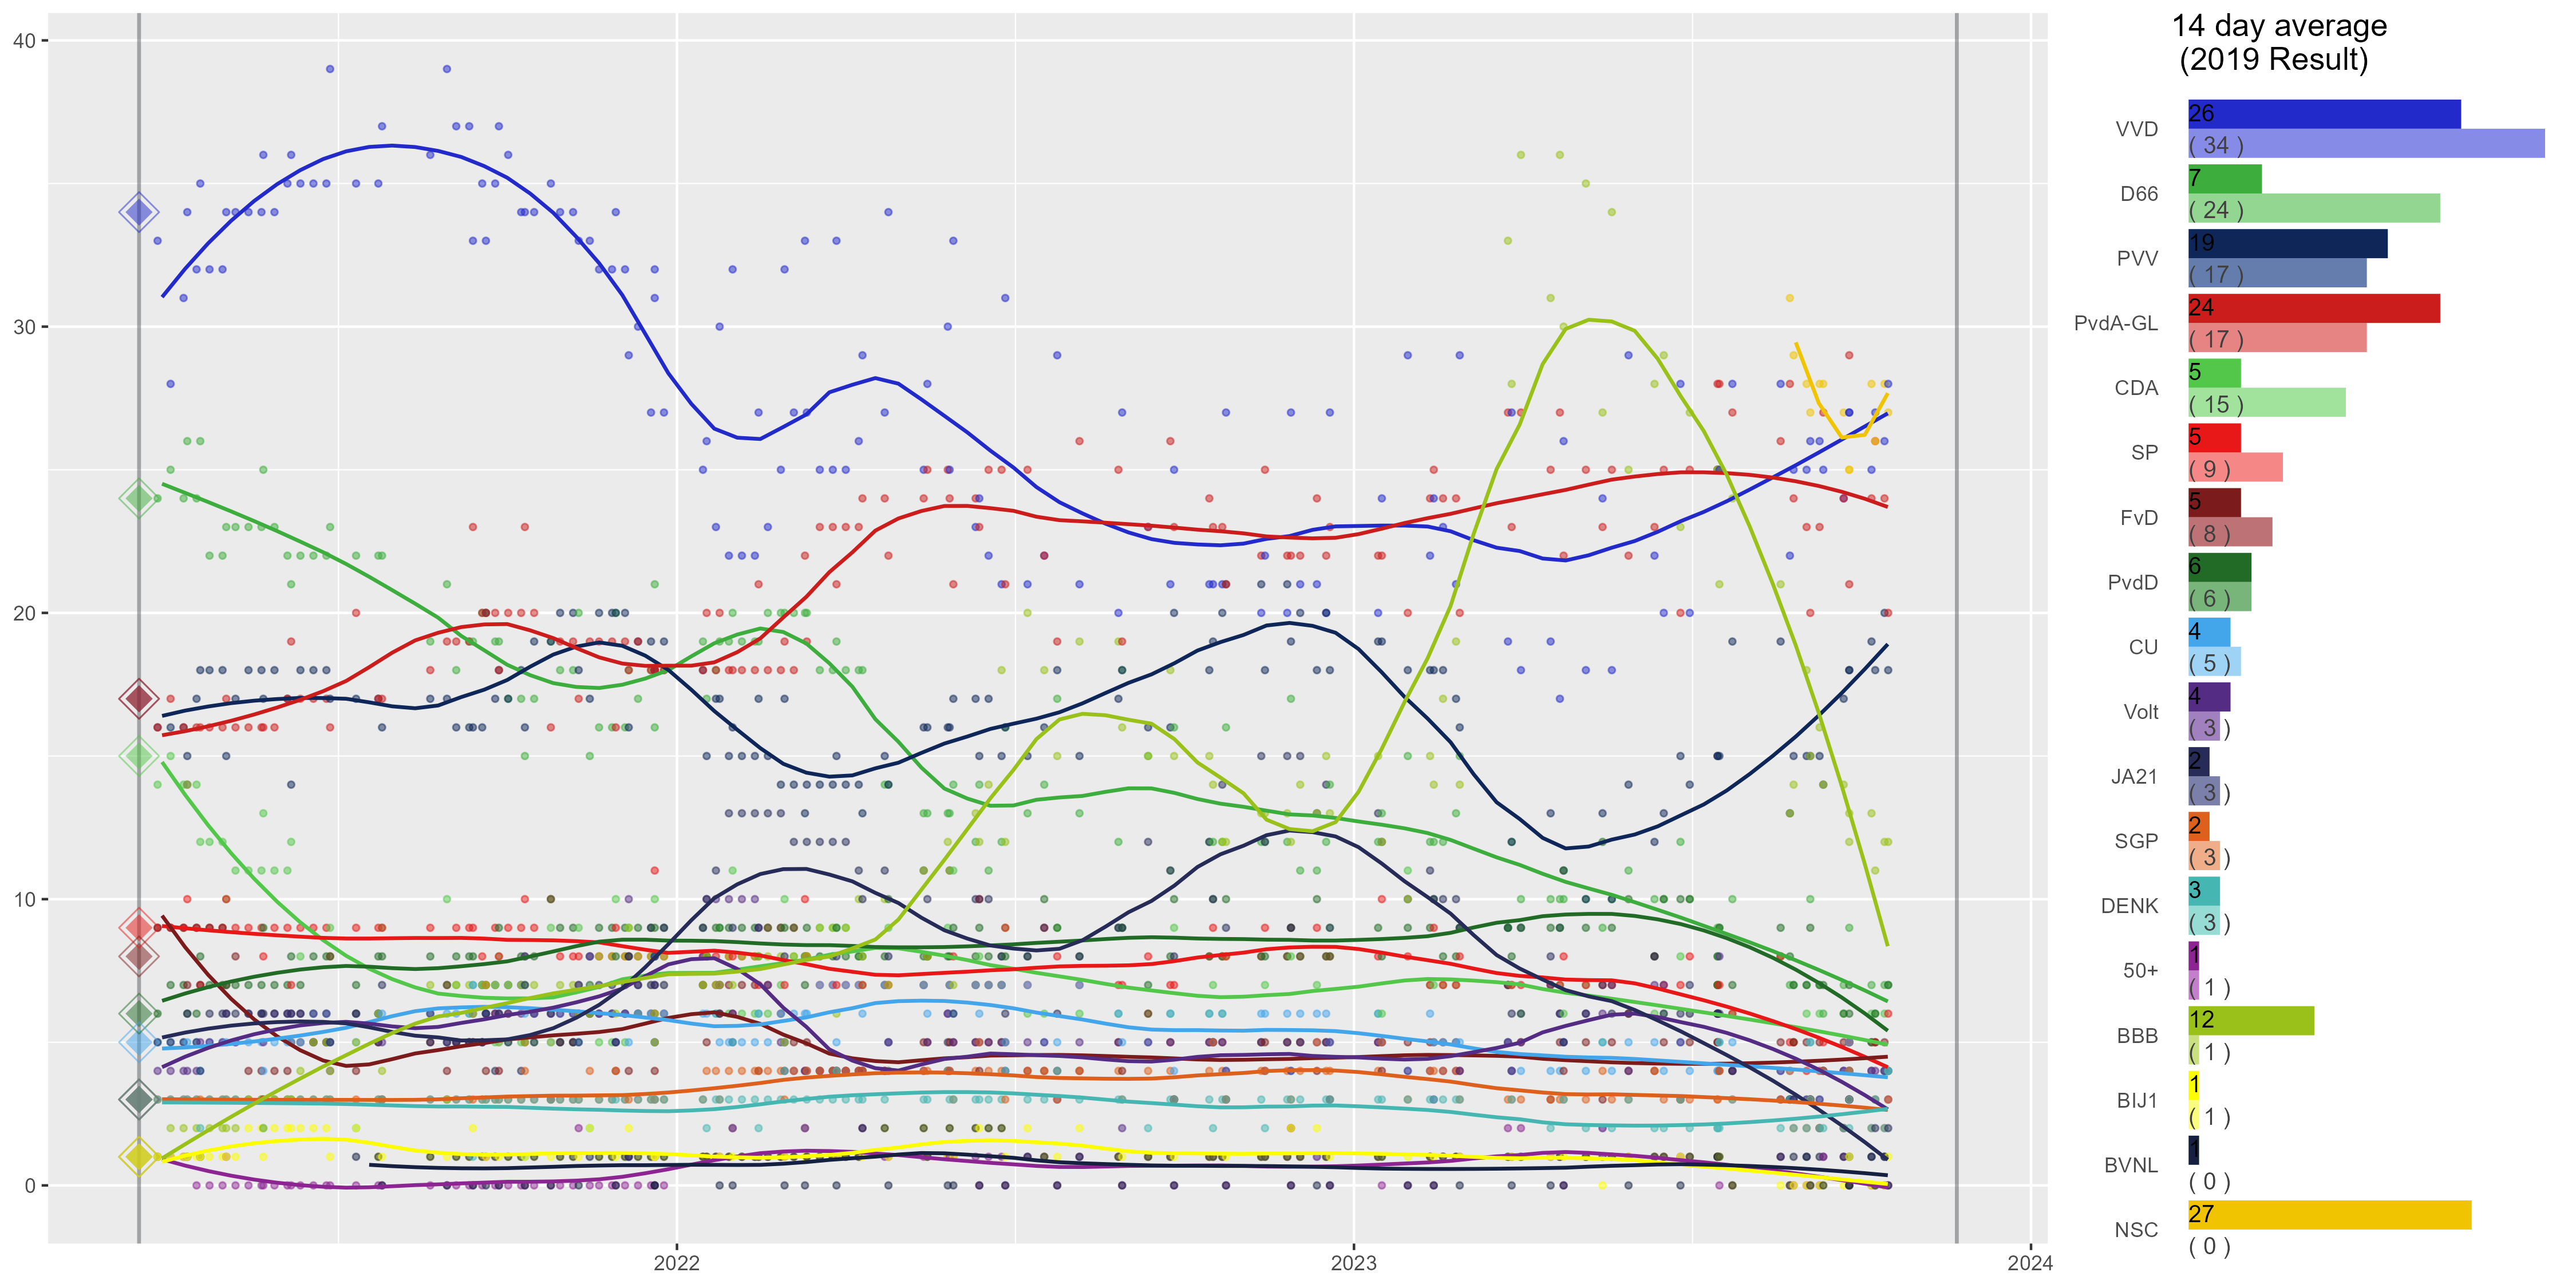 40
30
20
10
0
2022
2023
2024
14 day average
(2019 Result)
VVD
26
( 34 )
D66
7
( 24 )
PVV
19
( 17 )
PvdA-GL
24
( 17 )
CDA
5
( 15 )
SP
5
( 9 )
FvD
5
( 8 )
PvdD
6
( 6 )
CU
4
( 5 )
Volt
4
( 3 )
JA21
2
( 3 )
SGP
2
( 3 )
DENK
3
( 3 )
50+
1
( 1 )
BBB
12
( 1 )
BIJ1
1
( 1 )
BVNL
1
( 0 )
NSC
27
( 0 )